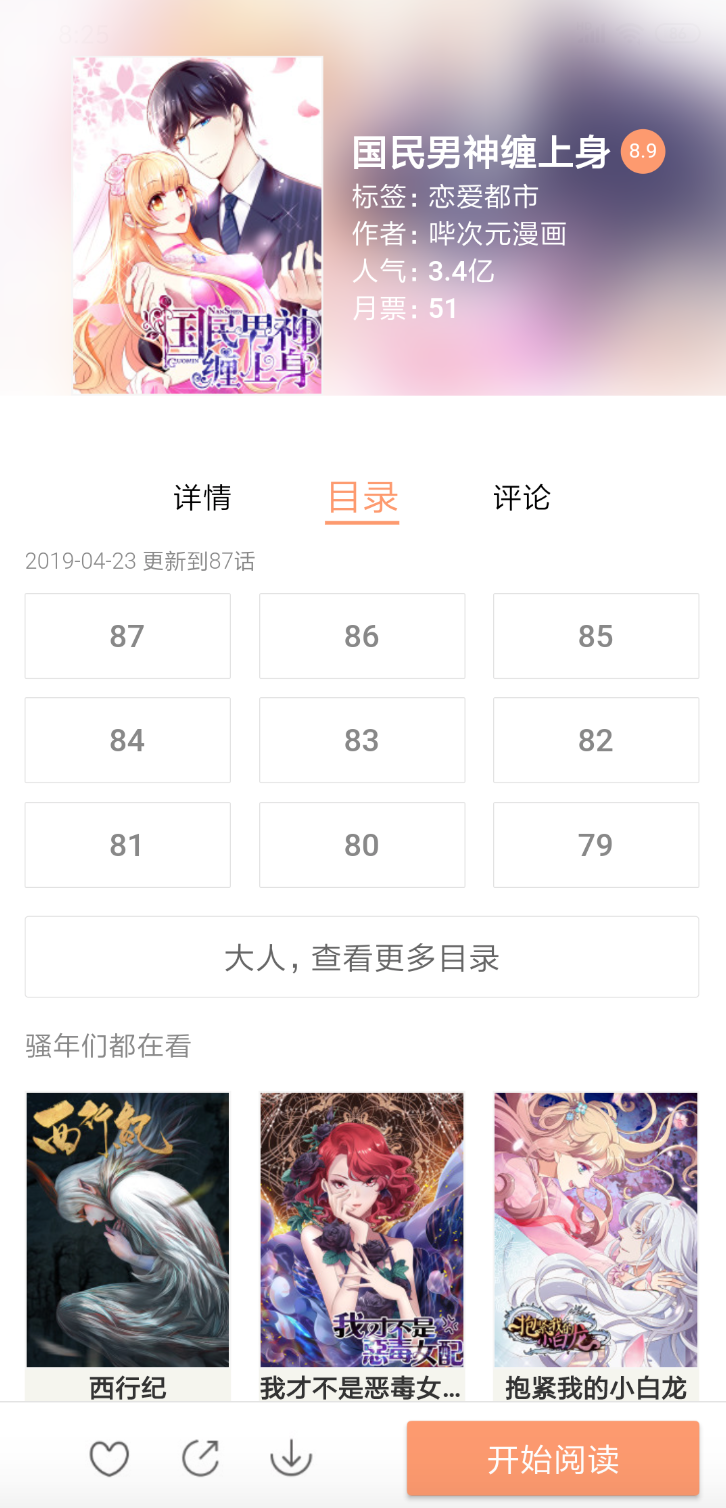 8:25
国民男神缠上身 8.9
标签：恋爱都市
作者：哔次元漫画
人气：3.4亿
月票：51
NANSHEN
国民男神
GUOMIN
缠上身
详情 目录 评论
2019-04-23 更新到87话
87 86 85
84 83 82
81 80 79
大人，查看更多目录
骚年们都在看
西行纪
我才不是
恶毒女配
抱紧我的
小白龙
西行纪 我才不是恶毒女... 抱紧我的小白龙
开始阅读